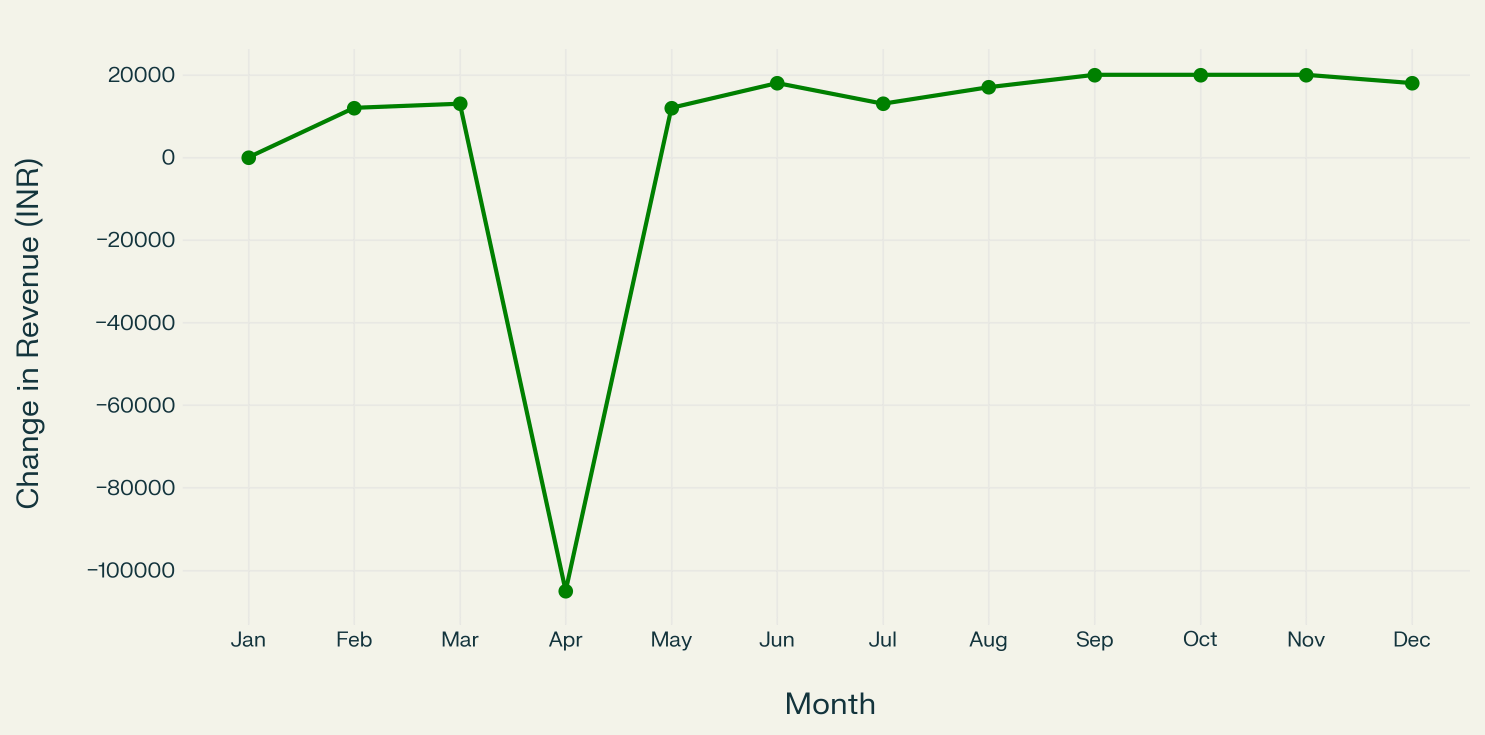 Change in Revenue (INR)
20000
0
−20000
−40000
−60000
−80000
−100000
Jan Feb Mar Apr May Jun Jul Aug Sep Oct Nov Dec
Month